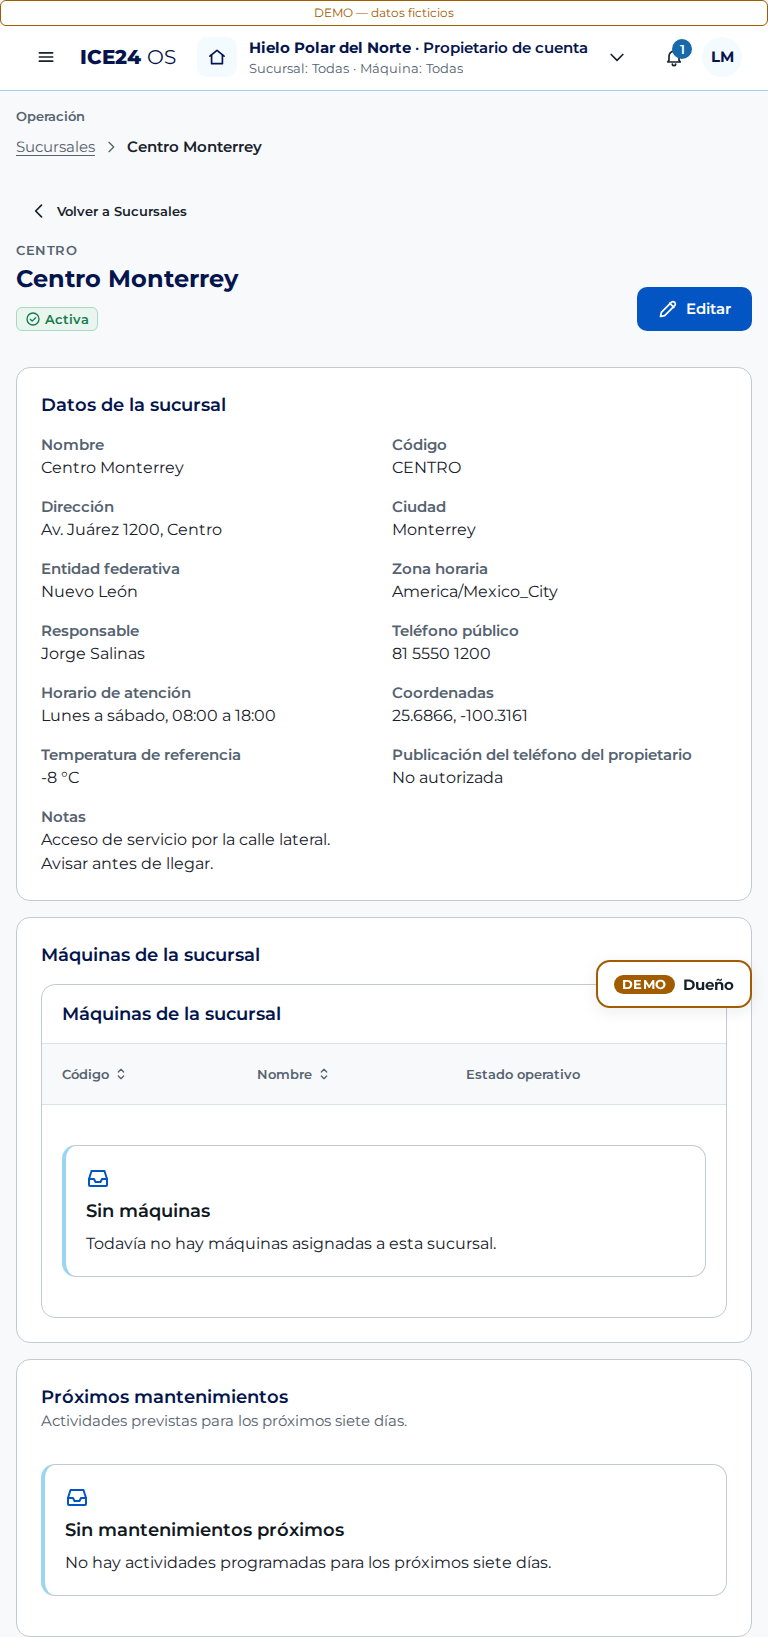 DEMO — datos ficticios
ICE24 OS
Hielo Polar del Norte · Propietario de cuenta
Sucursal: Todas · Máquina: Todas
1
LM
Operación
Sucursales > Centro Monterrey
Volver a Sucursales
CENTRO
Centro Monterrey
Activa
Editar
Datos de la sucursal
Nombre
Centro Monterrey
Código
CENTRO
Dirección
Av. Juárez 1200, Centro
Ciudad
Monterrey
Entidad federativa
Nuevo León
Zona horaria
America/Mexico_City
Responsable
Jorge Salinas
Teléfono público
81 5550 1200
Horario de atención
Lunes a sábado, 08:00 a 18:00
Coordenadas
25.6866, -100.3161
Temperatura de referencia
-8 °C
Publicación del teléfono del propietario
No autorizada
Notas
Acceso de servicio por la calle lateral.
Avisar antes de llegar.
Máquinas de la sucursal
DEMO Dueño
Máquinas de la sucursal
Código Nombre Estado operativo
Sin máquinas
Todavía no hay máquinas asignadas a esta sucursal.
Próximos mantenimientos
Actividades previstas para los próximos siete días.
Sin mantenimientos próximos
No hay actividades programadas para los próximos siete días.